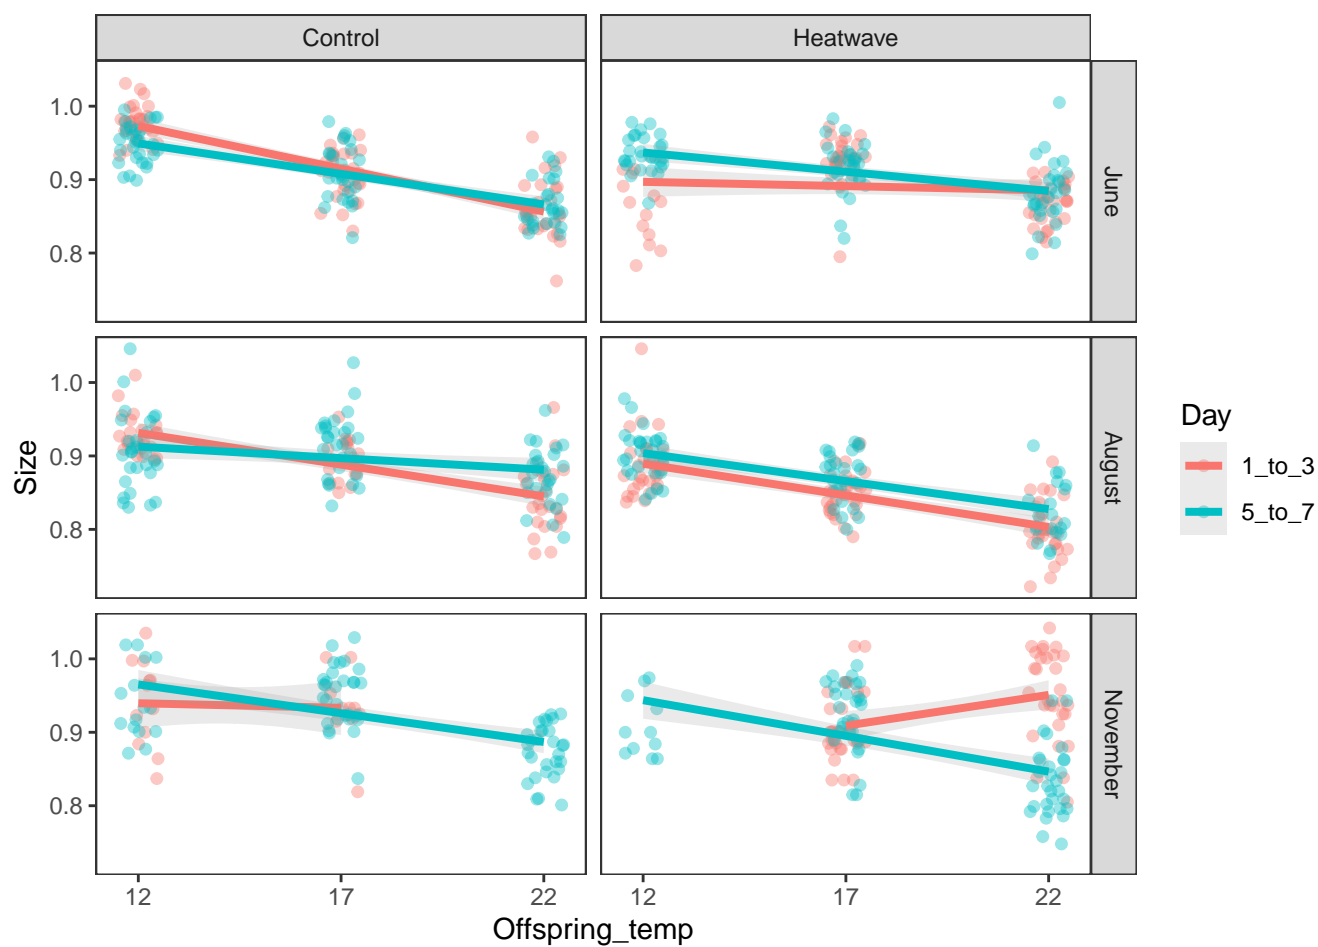 Control
Heatwave
1.0
0.9
0.8
June
1.0
0.9
0.8
August
1.0
0.9
0.8
November
12
17
22
12
17
22
Size
Offspring_temp
Day
1_to_3
5_to_7